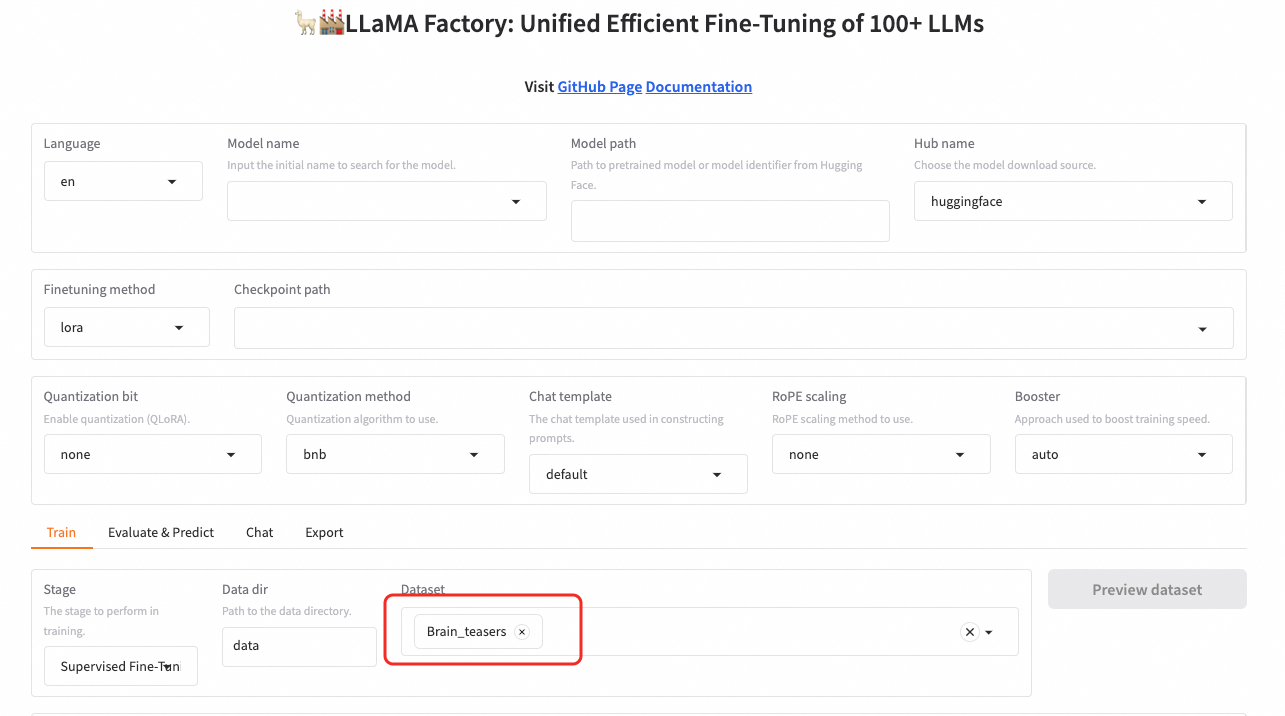 🦙🏭LLaMA Factory: Unified Efficient Fine-Tuning of 100+ LLMs
Visit GitHub Page Documentation
Language
en
Model name
Input the initial name to search for the model.
Model path
Path to pretrained model or model identifier from Hugging
Face.
Hub name
Choose the model download source.
huggingface
Finetuning method
lora
Checkpoint path
Quantization bit
Enable quantization (QLoRA).
none
Quantization method
Quantization algorithm to use.
bnb
Chat template
The chat template used in constructing
prompts.
default
RoPE scaling
RoPE scaling method to use.
none
Booster
Approach used to boost training speed.
auto
Train Evaluate & Predict Chat Export
Stage
The stage to perform in
training.
Supervised Fine-Tun
Data dir
Path to the data directory.
data
Dataset
Brain_teasers
Preview dataset